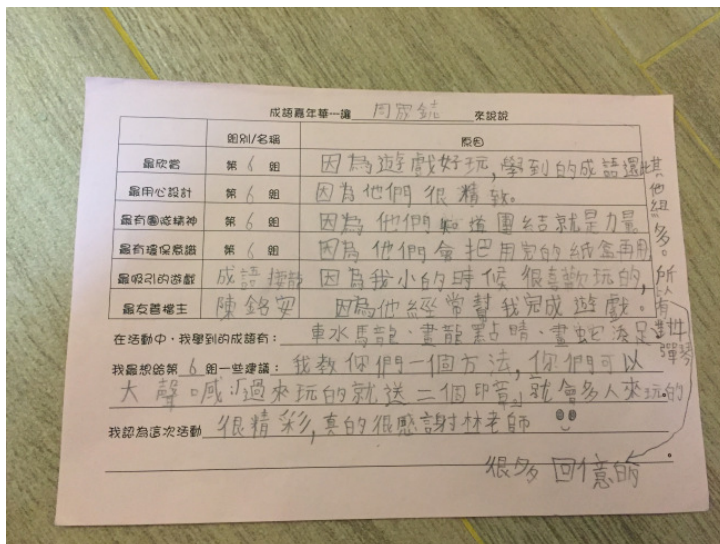 成語嘉年華一讓 周 來說說
組別/名稱 原因
最欣賞 第 6 組 因為遊戲好玩,學到的成語還比其他組多。
最用心設計 第 6 組 因為他們很精致。
最有團隊精神 第 6 組 因為他們知道團结就是力量
最有環保意識 第 6 組 因為他們會把用完的紙盒再用
最吸引的遊戲 成語接龍 因為我小的時候很喜歡玩的,所以有
很多回億的。
最友善檔主 陳銘安 因為他經常幫我完成遊戲。
在活動中,我學到的成語有: 車水馬龍、畫龍點睛、畫蛇添足、對牛
彈琴
我最想給第 6 組一些建議: 我教你們一個方法,你們可以
大聲喊:「過來玩的就送二個印章」就會多人來玩的
我認為這次活動 很精彩,真的很感謝林老師